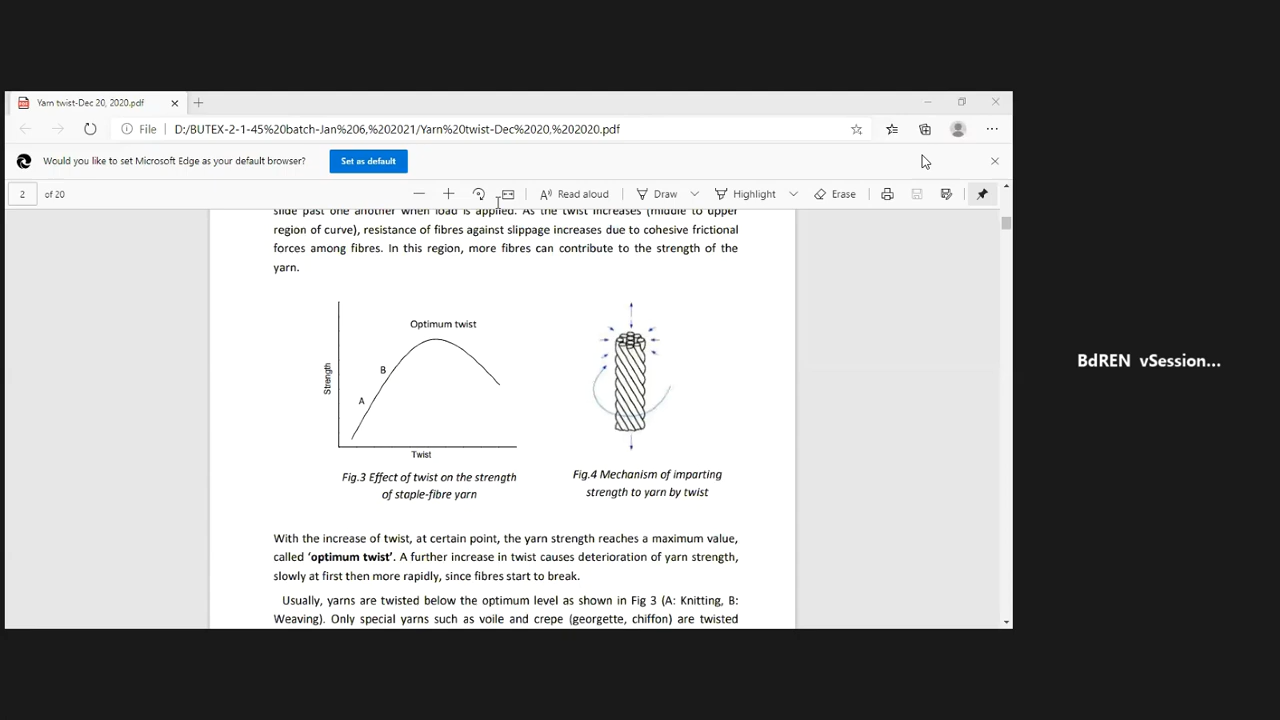 Yarn twist-Dec 20, 2020.pdf
File D:/BUTEX-2-1-45%20batch-Jan%206,%202021/Yarn%20twist-Dec%2020,%202020.pdf
Would you like to set Microsoft Edge as your default browser? Set as default
2 of 20 Read aloud Draw Highlight Erase
slide past one another when load is applied. As the twist increases (middle to upper
region of curve), resistance of fibres against slippage increases due to cohesive frictional
forces among fibres. In this region, more fibres can contribute to the strength of the
yarn.
Optimum twist
B
A
Strength
Twist
Fig.3 Effect of twist on the strength
of staple-fibre yarn
Fig.4 Mechanism of imparting
strength to yarn by twist
With the increase of twist, at certain point, the yarn strength reaches a maximum value,
called ‘optimum twist’. A further increase in twist causes deterioration of yarn strength,
slowly at first then more rapidly, since fibres start to break.
Usually, yarns are twisted below the optimum level as shown in Fig 3 (A: Knitting, B:
Weaving). Only special yarns such as voile and crepe (georgette, chiffon) are twisted
BdREN vSession...